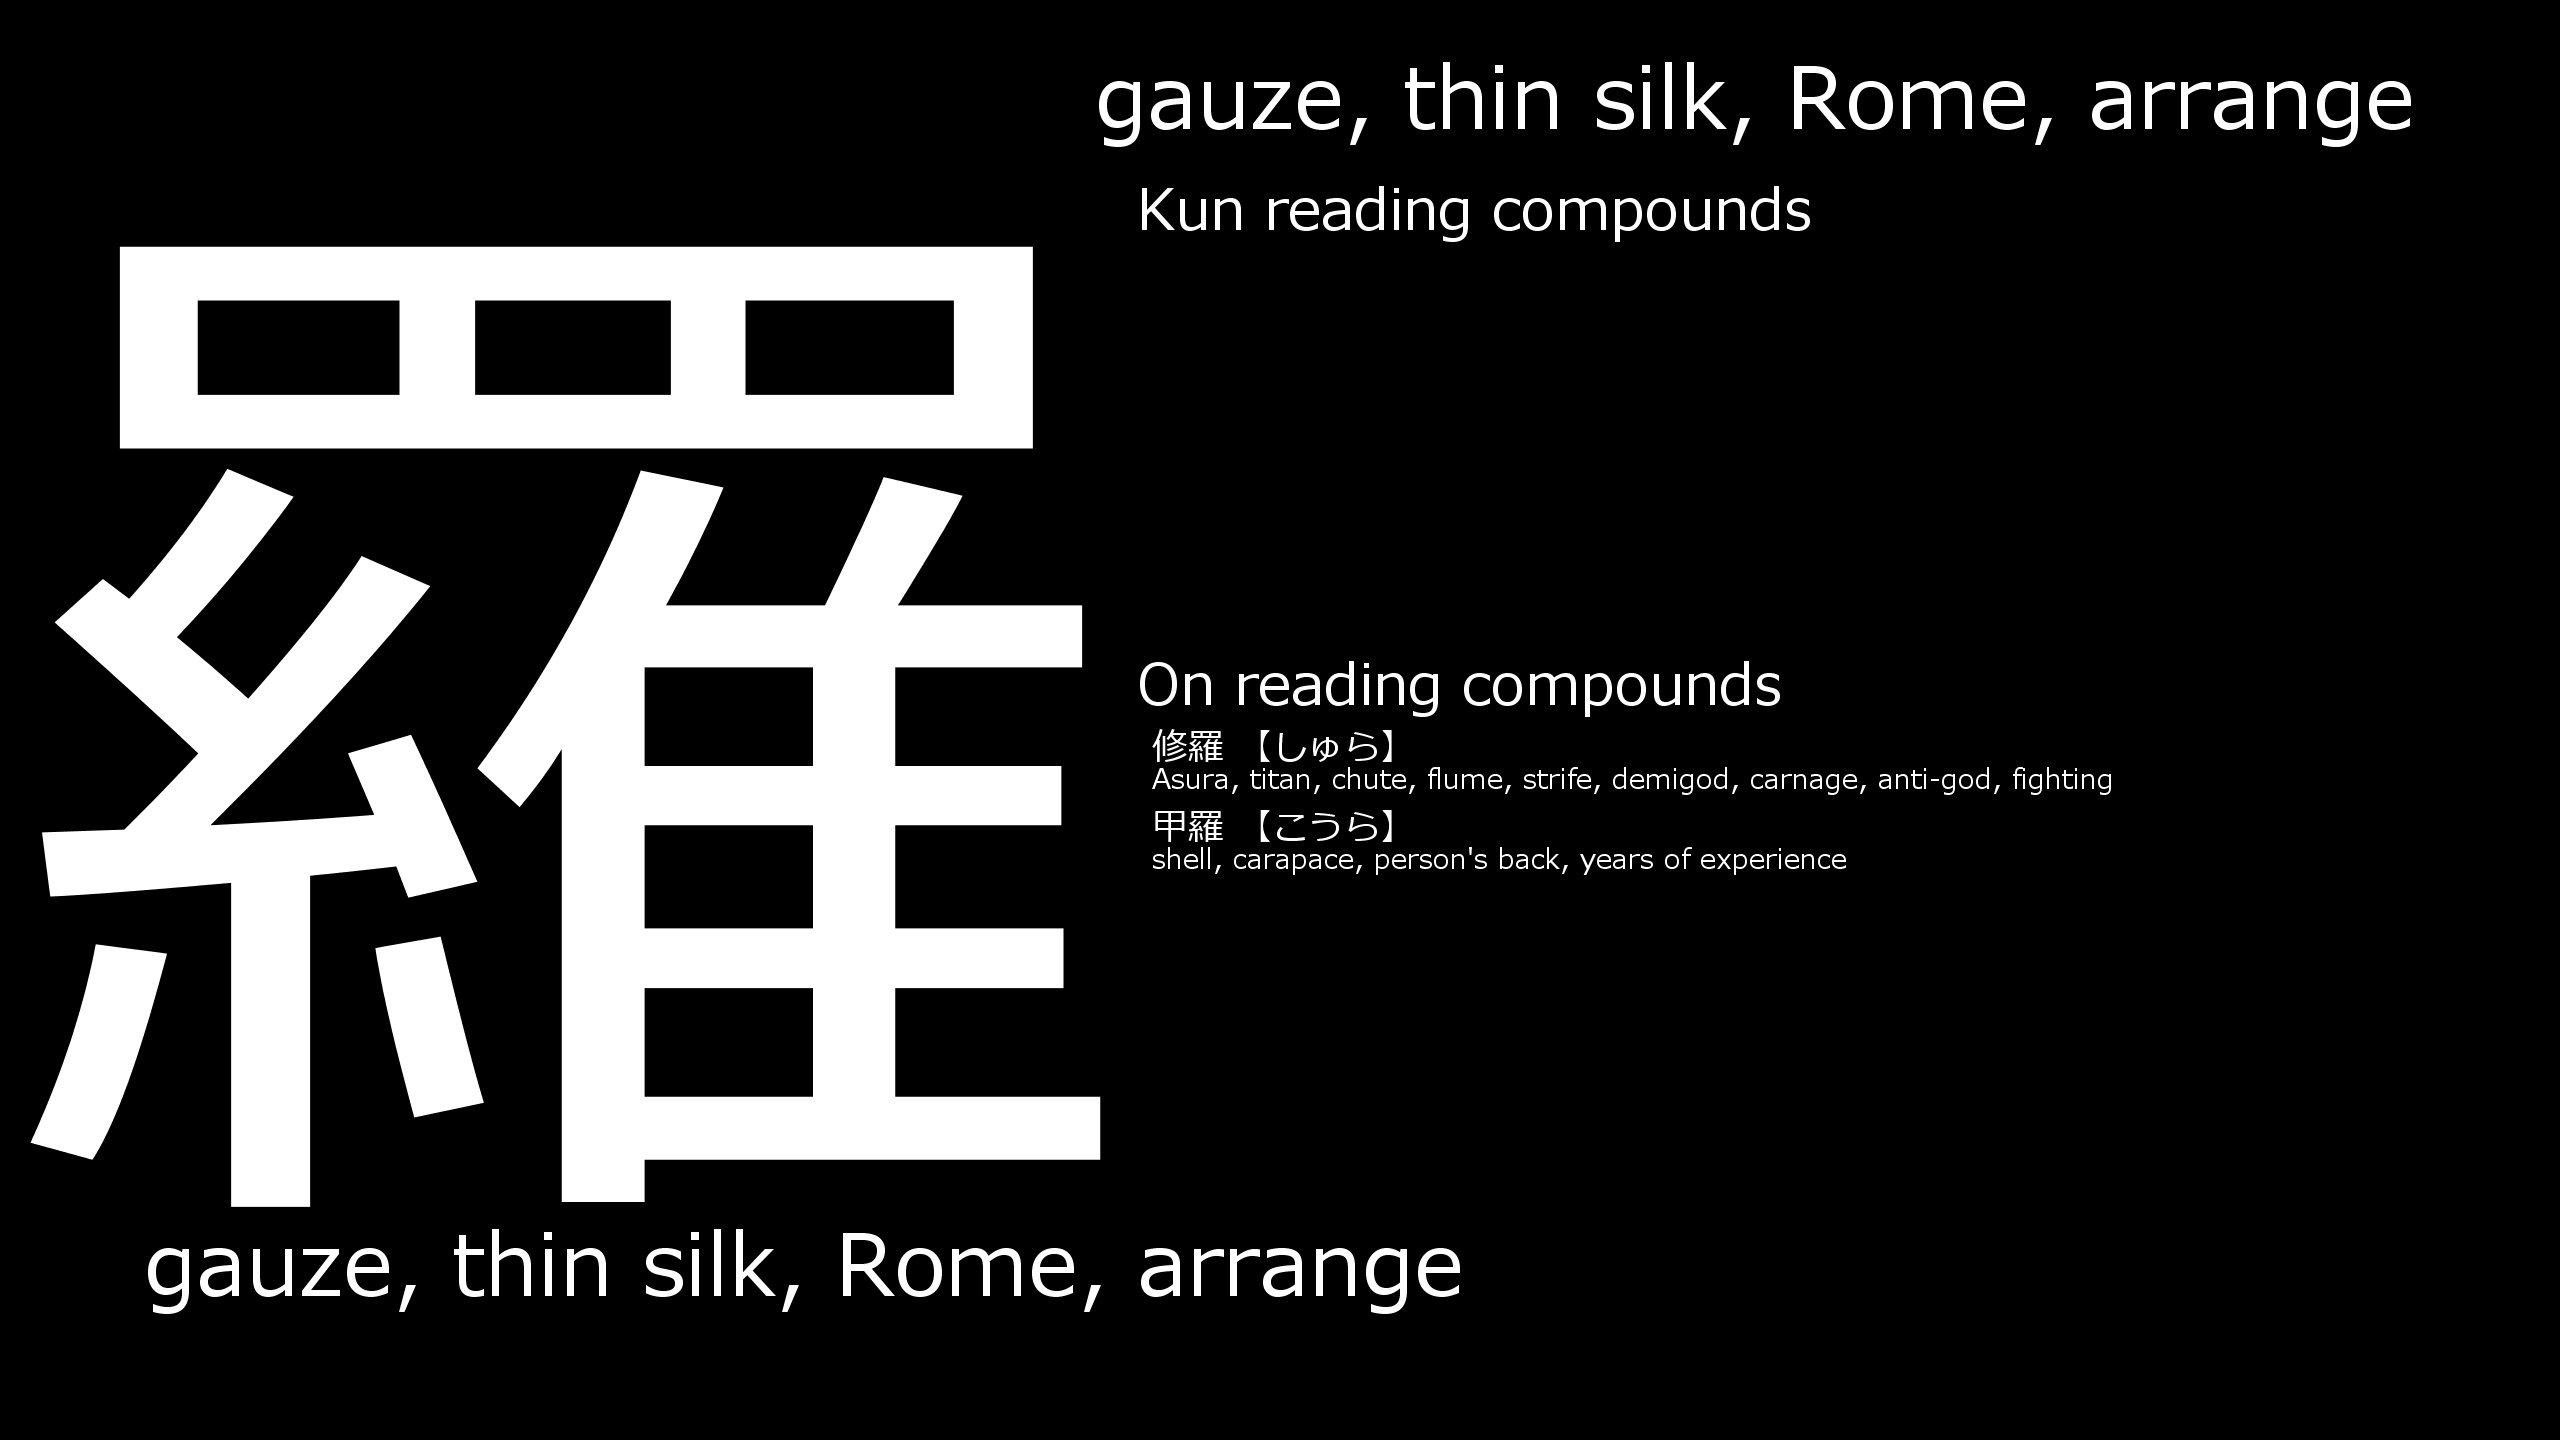 gauze, thin silk, Rome, arrange
Kun reading compounds
羅
On reading compounds
修羅 【しゅら】
Asura, titan, chute, flume, strife, demigod, carnage, anti-god, fighting
甲羅 【こうら】
shell, carapace, person's back, years of experience
gauze, thin silk, Rome, arrange